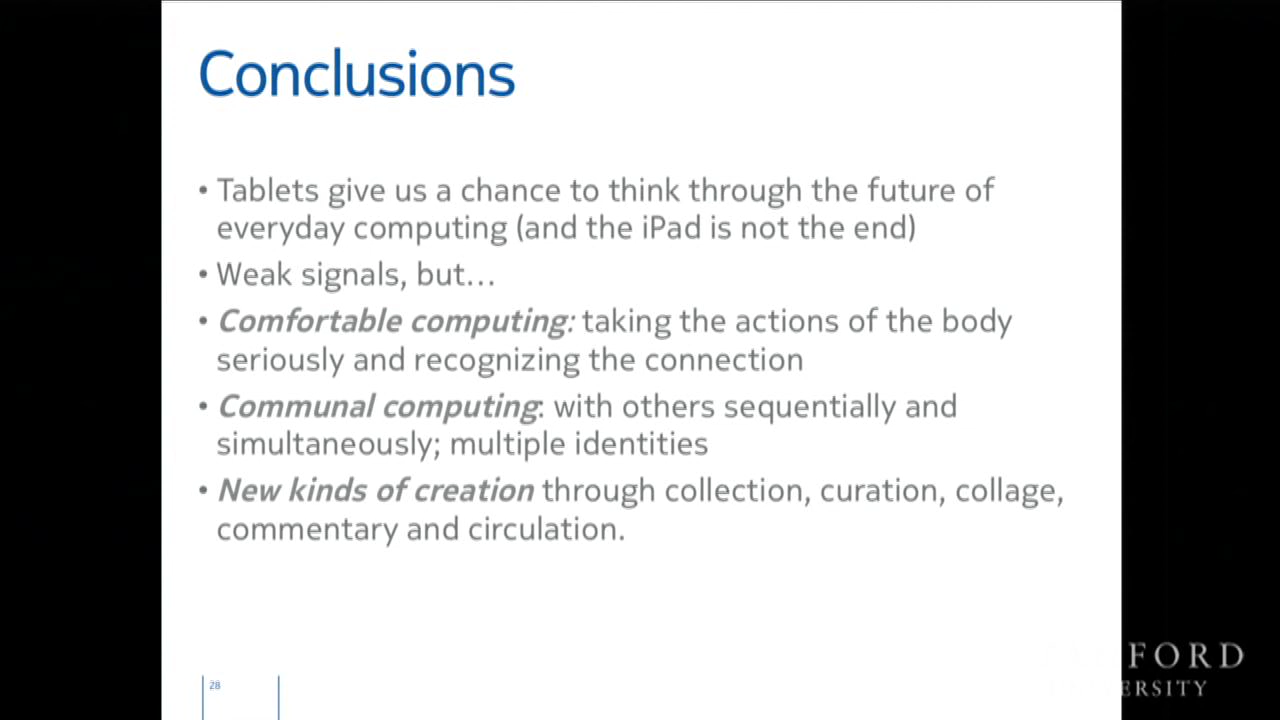 Conclusions
• Tablets give us a chance to think through the future of
everyday computing (and the iPad is not the end)
• Weak signals, but...
• Comfortable computing: taking the actions of the body
seriously and recognizing the connection
• Communal computing: with others sequentially and
simultaneously; multiple identities
• New kinds of creation through collection, curation, collage,
commentary and circulation.
28